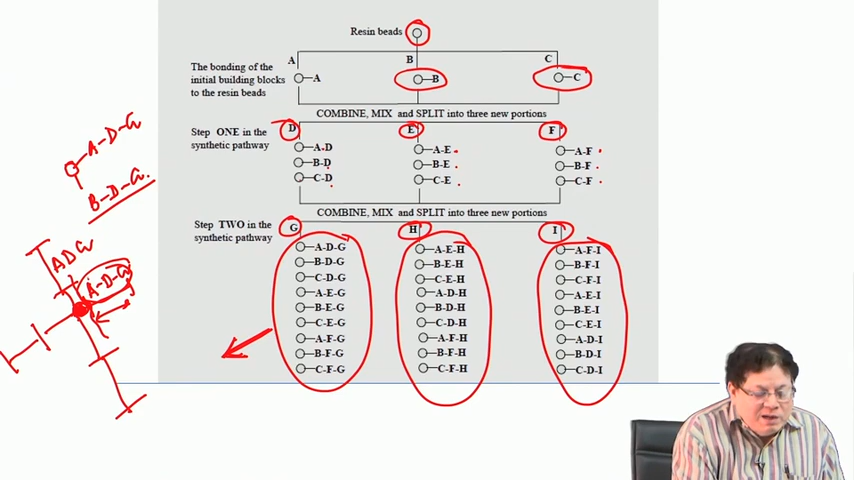 Resin beads
A B C
The bonding of the
initial building blocks
to the resin beads
A B C
COMBINE, MIX and SPLIT into three new portions
D E F
Step ONE in the
synthetic pathway
A-D A-E A-F
B-D B-E B-F
C-D C-E C-F
COMBINE, MIX and SPLIT into three new portions
Step TWO in the
synthetic pathway
G H I
A-D-G A-E-H A-F-I
B-D-G B-E-H B-F-I
C-D-G C-E-H C-F-I
A-E-G A-D-H A-E-I
B-E-G B-D-H B-E-I
C-E-G C-D-H C-E-I
A-F-G A-F-H A-D-I
B-F-G B-F-H B-D-I
C-F-G C-F-H C-D-I
A-D-G
B-D-G
ADG
A-D-G